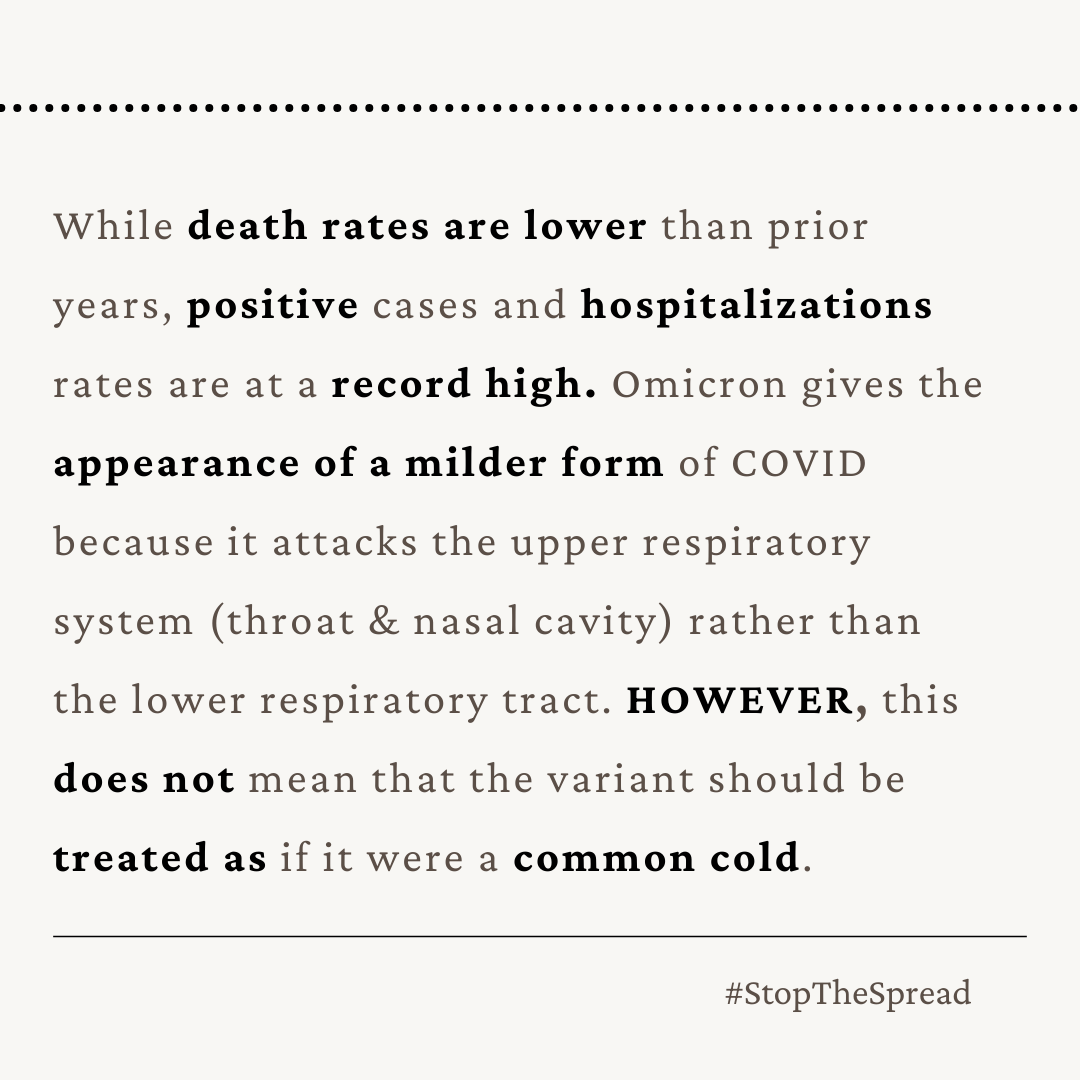 While death rates are lower than prior
years, positive cases and hospitalizations
rates are at a record high. Omicron gives the
appearance of a milder form of COVID
because it attacks the upper respiratory
system (throat & nasal cavity) rather than
the lower respiratory tract. HOWEVER, this
does not mean that the variant should be
treated as if it were a common cold.
#StopTheSpread